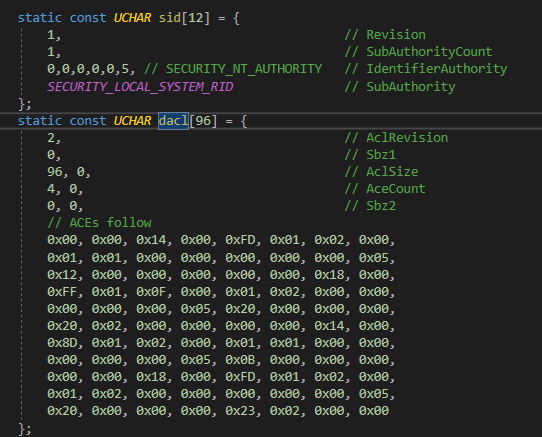 static const UCHAR sid[12] = {
1, // Revision
1, // SubAuthorityCount
0,0,0,0,0,5, // SECURITY_NT_AUTHORITY // IdentifierAuthority
SECURITY_LOCAL_SYSTEM_RID // SubAuthority
};
static const UCHAR dacl[96] = {
2, // AclRevision
0, // Sbz1
96, 0, // AclSize
4, 0, // AceCount
0, 0, // Sbz2
// ACEs follow
0x00, 0x00, 0x14, 0x00, 0xFD, 0x01, 0x02, 0x00,
0x01, 0x01, 0x00, 0x00, 0x00, 0x00, 0x00, 0x05,
0x12, 0x00, 0x00, 0x00, 0x00, 0x00, 0x18, 0x00,
0xFF, 0x01, 0x0F, 0x00, 0x01, 0x02, 0x00, 0x00,
0x00, 0x00, 0x00, 0x05, 0x20, 0x00, 0x00, 0x00,
0x20, 0x02, 0x00, 0x00, 0x00, 0x00, 0x14, 0x00,
0x8D, 0x01, 0x02, 0x00, 0x01, 0x01, 0x00, 0x00,
0x00, 0x00, 0x00, 0x05, 0x0B, 0x00, 0x00, 0x00,
0x00, 0x00, 0x18, 0x00, 0xFD, 0x01, 0x02, 0x00,
0x01, 0x02, 0x00, 0x00, 0x00, 0x00, 0x00, 0x05,
0x20, 0x00, 0x00, 0x00, 0x23, 0x02, 0x00, 0x00
};